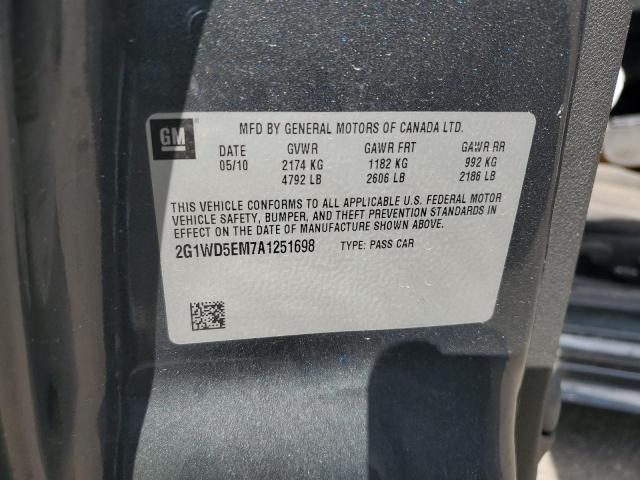 GM
MFD BY GENERAL MOTORS OF CANADA LTD.
DATE GVWR GAWR FRT GAWR RR
05/10 2174 KG 1182 KG 992 KG
4792 LB 2606 LB 2186 LB
THIS VEHICLE CONFORMS TO ALL APPLICABLE U.S. FEDERAL MOTOR
VEHICLE SAFETY, BUMPER, AND THEFT PREVENTION STANDARDS IN
EFFECT ON THE DATE OF MANUFACTURE SHOWN ABOVE.
2G1WD5EM7A1251698 TYPE: PASS CAR